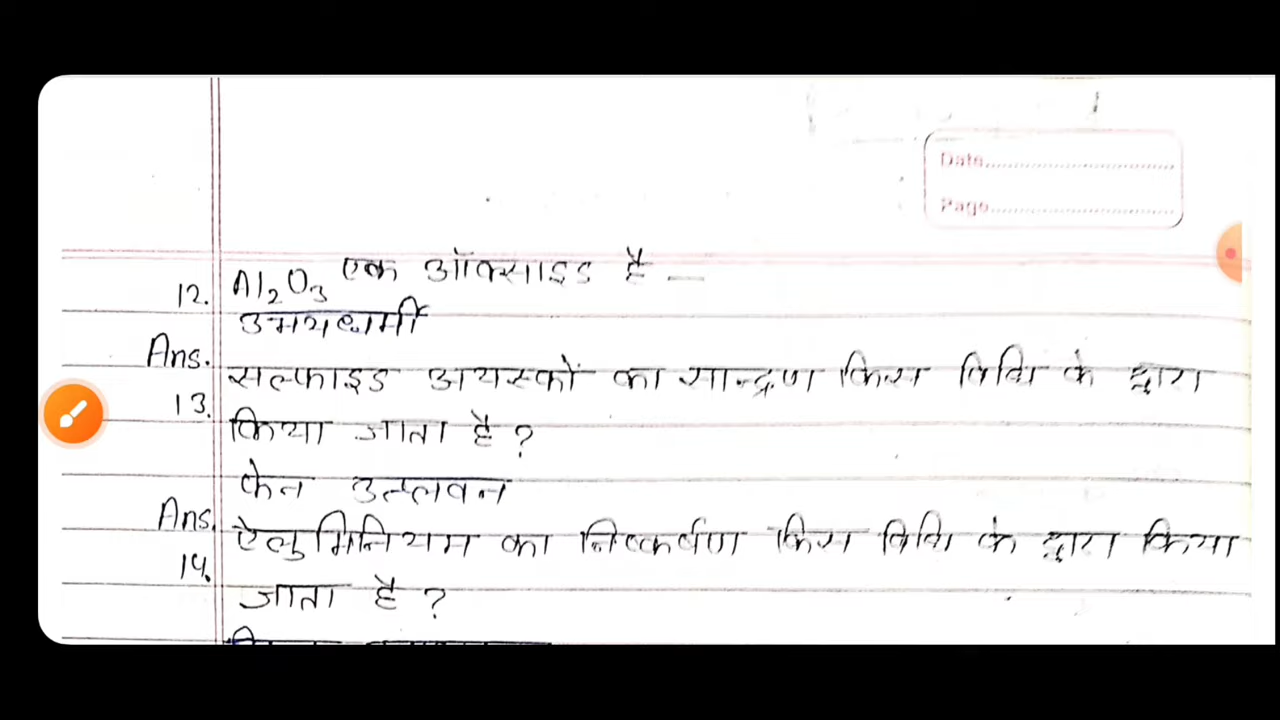 Date
Page
12. Al2O3 एक ऑक्साइड है —
Ans. उभयधर्मी
13. सल्फाइड अयस्कों का सान्द्रण किस विधि के द्वारा
किया जाता है ?
Ans. फेन उत्प्लवन
14. ऐलुमिनियम का निष्कर्षण किस विधि के द्वारा किया
जाता है ?